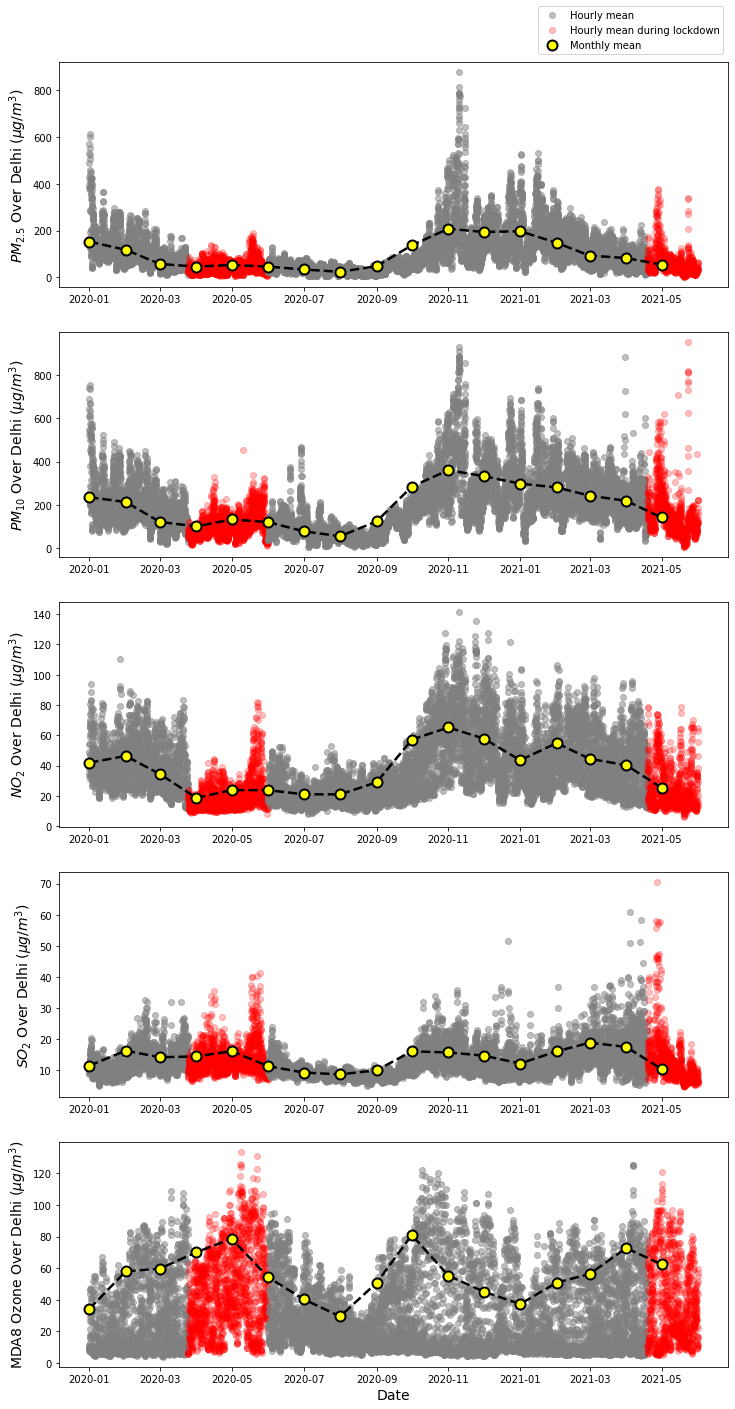 Hourly mean
Hourly mean during lockdown
Monthly mean
PM2.5 Over Delhi (μg/m³)
800
600
400
200
0
2020-01 2020-03 2020-05 2020-07 2020-09 2020-11 2021-01 2021-03 2021-05
PM10 Over Delhi (μg/m³)
800
600
400
200
0
2020-01 2020-03 2020-05 2020-07 2020-09 2020-11 2021-01 2021-03 2021-05
NO2 Over Delhi (μg/m³)
140
120
100
80
60
40
20
0
2020-01 2020-03 2020-05 2020-07 2020-09 2020-11 2021-01 2021-03 2021-05
SO2 Over Delhi (μg/m³)
70
60
50
40
30
20
10
2020-01 2020-03 2020-05 2020-07 2020-09 2020-11 2021-01 2021-03 2021-05
MDA8 Ozone Over Delhi (μg/m³)
120
100
80
60
40
20
0
2020-01 2020-03 2020-05 2020-07 2020-09 2020-11 2021-01 2021-03 2021-05
Date